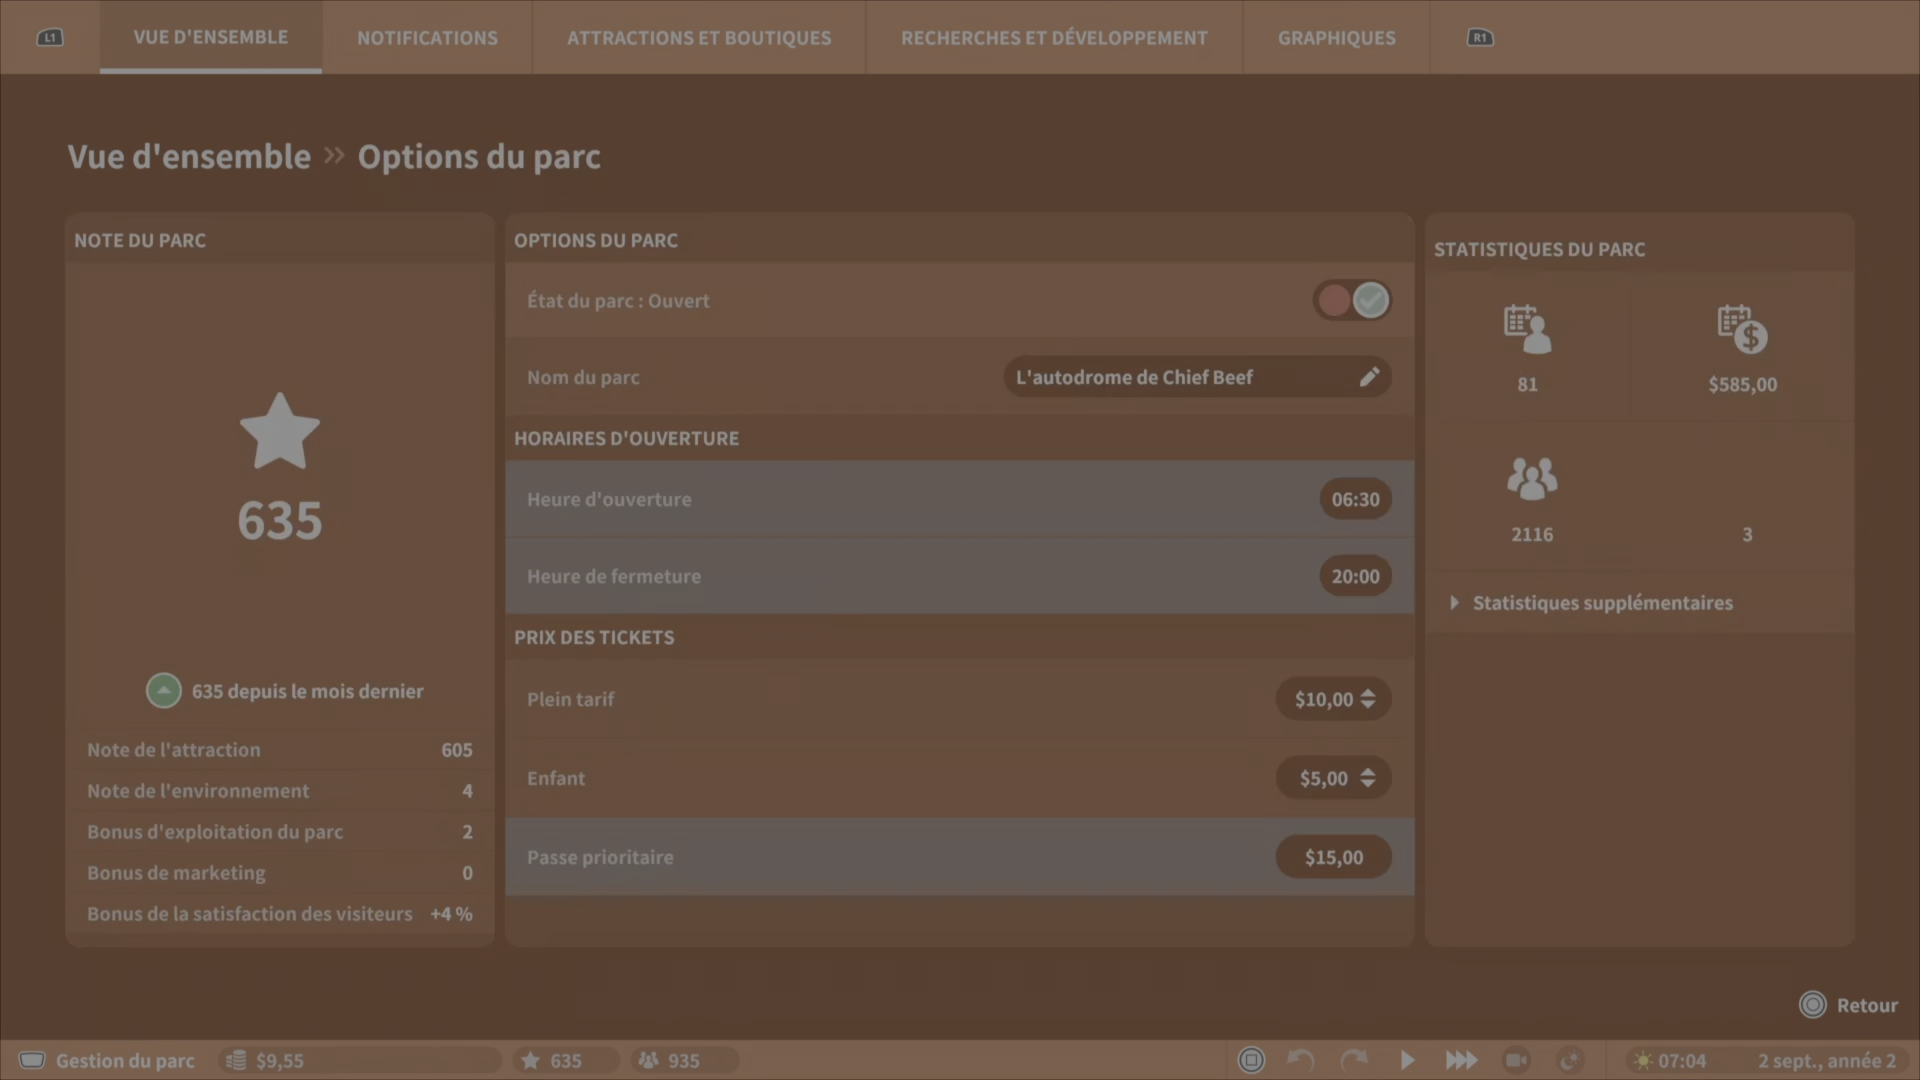 L1
VUE D'ENSEMBLE
NOTIFICATIONS
ATTRACTIONS ET BOUTIQUES
RECHERCHES ET DÉVELOPPEMENT
GRAPHIQUES
R1
Vue d'ensemble » Options du parc
NOTE DU PARC
635
635 depuis le mois dernier
Note de l'attraction 605
Note de l'environnement 4
Bonus d'exploitation du parc 2
Bonus de marketing 0
Bonus de la satisfaction des visiteurs +4 %
OPTIONS DU PARC
État du parc : Ouvert
Nom du parc L'autodrome de Chief Beef
HORAIRES D'OUVERTURE
Heure d'ouverture 06:30
Heure de fermeture 20:00
PRIX DES TICKETS
Plein tarif $10,00
Enfant $5,00
Passe prioritaire $15,00
STATISTIQUES DU PARC
81 $585,00
2116 3
Statistiques supplémentaires
Retour
Gestion du parc $9,55 635 935 07:04 2 sept., année 2